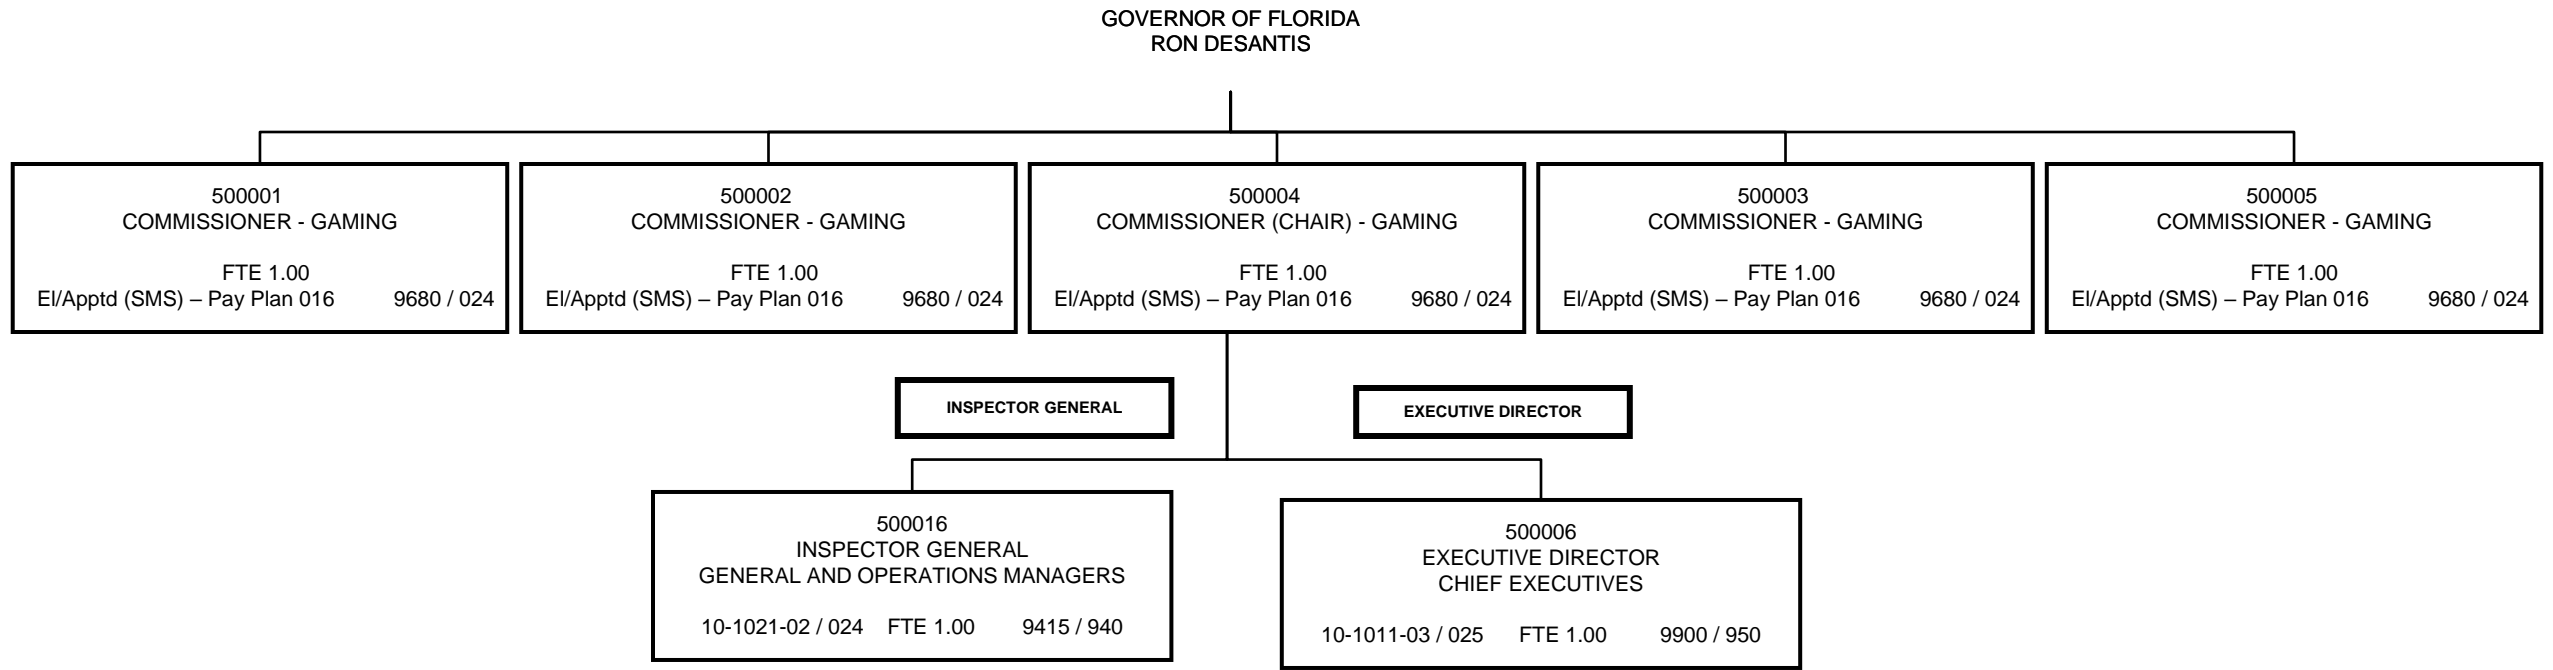 GOVERNOR OF FLORIDA
RON DESANTIS
500001
COMMISSIONER - GAMING
FTE 1.00
El/Apptd (SMS) – Pay Plan 016 9680 / 024
500002
COMMISSIONER - GAMING
FTE 1.00
El/Apptd (SMS) – Pay Plan 016 9680 / 024
500004
COMMISSIONER (CHAIR) - GAMING
FTE 1.00
El/Apptd (SMS) – Pay Plan 016 9680 / 024
500003
COMMISSIONER - GAMING
FTE 1.00
El/Apptd (SMS) – Pay Plan 016 9680 / 024
500005
COMMISSIONER - GAMING
FTE 1.00
El/Apptd (SMS) – Pay Plan 016 9680 / 024
INSPECTOR GENERAL
EXECUTIVE DIRECTOR
500016
INSPECTOR GENERAL
GENERAL AND OPERATIONS MANAGERS
10-1021-02 / 024 FTE 1.00 9415 / 940
500006
EXECUTIVE DIRECTOR
CHIEF EXECUTIVES
10-1011-03 / 025 FTE 1.00 9900 / 950